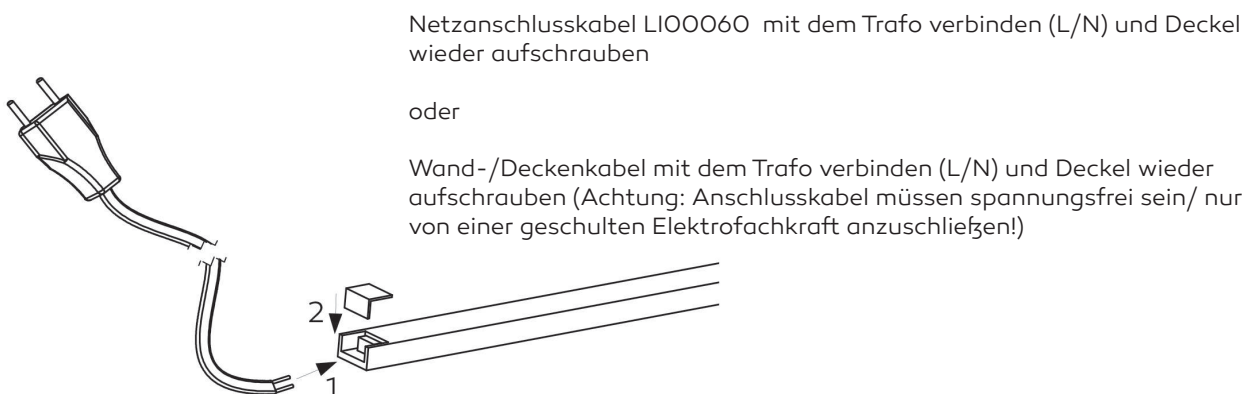 Netzanschlusskabel LI00060 mit dem Trafo verbinden (L/N) und Deckel
wieder aufschrauben
oder
Wand-/Deckenkabel mit dem Trafo verbinden (L/N) und Deckel wieder
aufschrauben (Achtung: Anschlusskabel müssen spannungsfrei sein/ nur
von einer geschulten Elektrofachkraft anzuschließen!)
2
1